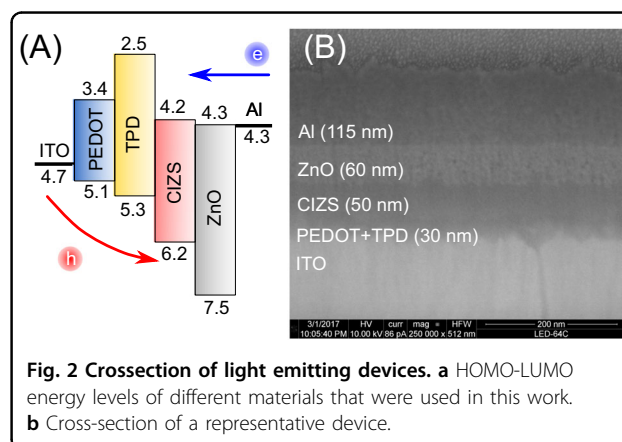 (A)
2.5
e
3.4
4.2
4.3
Al
ITO
PEDOT
TPD
CIZS
ZnO
4.3
4.7
5.1
5.3
h
6.2
7.5
(B)
Al (115 nm)
ZnO (60 nm)
CIZS (50 nm)
PEDOT+TPD (30 nm)
ITO
3/1/2017 HV curr mag = HFW 200 nm
10:05:40 PM 10.00 kV 86 pA 250 000 x 512 nm LED-64C
Fig. 2 Crossection of light emitting devices. a HOMO-LUMO
energy levels of different materials that were used in this work.
b Cross-section of a representative device.